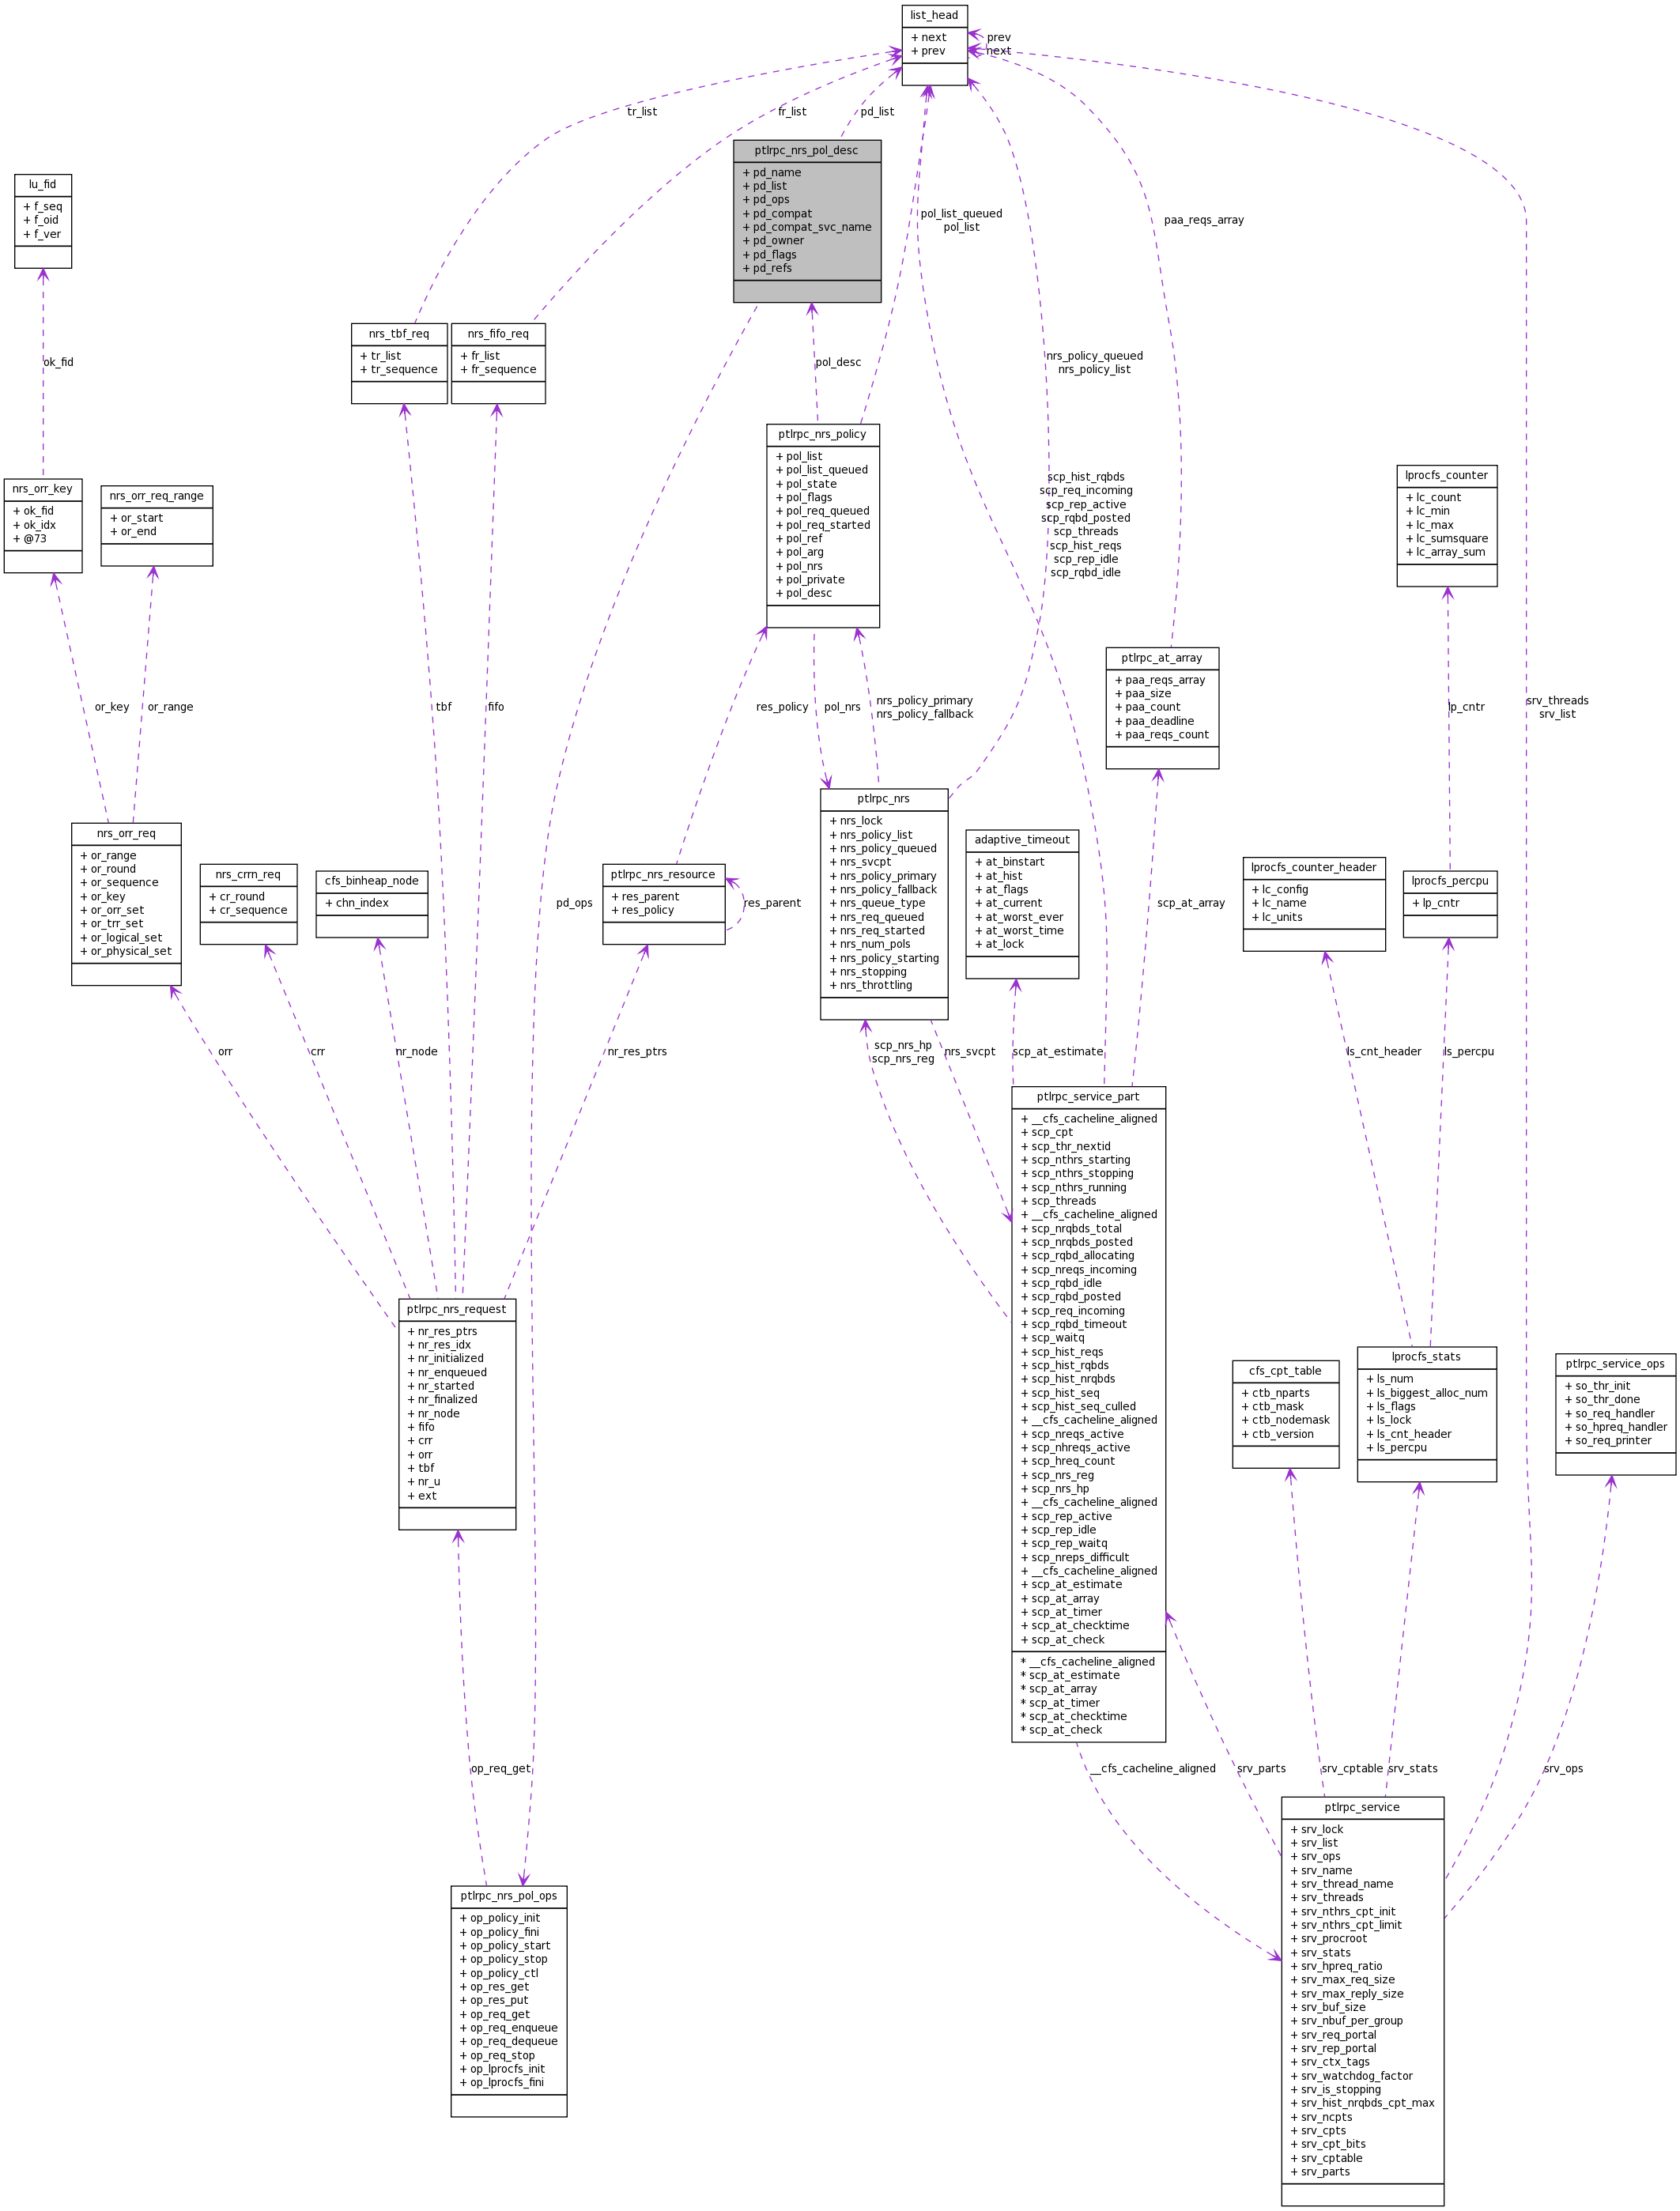 list_head
+ next
+ prev
prev
next
tr_list
fr_list
pd_list
ptlrpc_nrs_pol_desc
+ pd_name
+ pd_list
+ pd_ops
+ pd_compat
+ pd_compat_svc_name
+ pd_owner
+ pd_flags
+ pd_refs
lu_fid
+ f_seq
+ f_oid
+ f_ver
pol_list_queued
pol_list
paa_reqs_array
nrs_tbf_req
+ tr_list
+ tr_sequence
nrs_fifo_req
+ fr_list
+ fr_sequence
ok_fid
pol_desc
nrs_policy_queued
nrs_policy_list
ptlrpc_nrs_policy
+ pol_list
+ pol_list_queued
+ pol_state
+ pol_flags
+ pol_req_queued
+ pol_req_started
+ pol_ref
+ pol_arg
+ pol_nrs
+ pol_private
+ pol_desc
nrs_orr_key
+ ok_fid
+ ok_idx
+ @73
nrs_orr_req_range
+ or_start
+ or_end
scp_hist_rqbds
scp_req_incoming
scp_rep_active
scp_rqbd_posted
scp_threads
scp_hist_reqs
scp_rep_idle
scp_rqbd_idle
lprocfs_counter
+ lc_count
+ lc_min
+ lc_max
+ lc_sumsquare
+ lc_array_sum
ptlrpc_at_array
+ paa_reqs_array
+ paa_size
+ paa_count
+ paa_deadline
+ paa_reqs_count
or_key
or_range
tbf
fifo
res_policy
pol_nrs
nrs_policy_primary
nrs_policy_fallback
lp_cntr
srv_threads
srv_list
ptlrpc_nrs
+ nrs_lock
+ nrs_policy_list
+ nrs_policy_queued
+ nrs_svcpt
+ nrs_policy_primary
+ nrs_policy_fallback
+ nrs_queue_type
+ nrs_req_queued
+ nrs_req_started
+ nrs_num_pols
+ nrs_policy_starting
+ nrs_stopping
+ nrs_throttling
nrs_orr_req
+ or_range
+ or_round
+ or_sequence
+ or_key
+ or_orr_set
+ or_trr_set
+ or_logical_set
+ or_physical_set
nrs_crrn_req
+ cr_round
+ cr_sequence
cfs_binheap_node
+ chn_index
pd_ops
ptlrpc_nrs_resource
+ res_parent
+ res_policy
res_parent
adaptive_timeout
+ at_binstart
+ at_hist
+ at_flags
+ at_current
+ at_worst_ever
+ at_worst_time
+ at_lock
scp_at_array
lprocfs_counter_header
+ lc_config
+ lc_name
+ lc_units
lprocfs_percpu
+ lp_cntr
orr
crr
nr_node
nr_res_ptrs
scp_nrs_hp
scp_nrs_reg
nrs_svcpt
scp_at_estimate
ls_cnt_header
ls_percpu
ptlrpc_service_part
+ __cfs_cacheline_aligned
+ scp_cpt
+ scp_thr_nextid
+ scp_nthrs_starting
+ scp_nthrs_stopping
+ scp_nthrs_running
+ scp_threads
+ __cfs_cacheline_aligned
+ scp_nrqbds_total
+ scp_nrqbds_posted
+ scp_rqbd_allocating
+ scp_nreqs_incoming
+ scp_rqbd_idle
+ scp_rqbd_posted
+ scp_req_incoming
+ scp_rqbd_timeout
+ scp_waitq
+ scp_hist_reqs
+ scp_hist_rqbds
+ scp_hist_nrqbds
+ scp_hist_seq
+ scp_hist_seq_culled
+ __cfs_cacheline_aligned
+ scp_nreqs_active
+ scp_nhreqs_active
+ scp_hreq_count
+ scp_nrs_reg
+ scp_nrs_hp
+ __cfs_cacheline_aligned
+ scp_rep_active
+ scp_rep_idle
+ scp_rep_waitq
+ scp_nreps_difficult
+ __cfs_cacheline_aligned
+ scp_at_estimate
+ scp_at_array
+ scp_at_timer
+ scp_at_checktime
+ scp_at_check
* __cfs_cacheline_aligned
* scp_at_estimate
* scp_at_array
* scp_at_timer
* scp_at_checktime
* scp_at_check
ptlrpc_nrs_request
+ nr_res_ptrs
+ nr_res_idx
+ nr_initialized
+ nr_enqueued
+ nr_started
+ nr_finalized
+ nr_node
+ fifo
+ crr
+ orr
+ tbf
+ nr_u
+ ext
cfs_cpt_table
+ ctb_nparts
+ ctb_mask
+ ctb_nodemask
+ ctb_version
lprocfs_stats
+ ls_num
+ ls_biggest_alloc_num
+ ls_flags
+ ls_lock
+ ls_cnt_header
+ ls_percpu
ptlrpc_service_ops
+ so_thr_init
+ so_thr_done
+ so_req_handler
+ so_hpreq_handler
+ so_req_printer
op_req_get
__cfs_cacheline_aligned
srv_parts
srv_cptable
srv_stats
srv_ops
ptlrpc_nrs_pol_ops
+ op_policy_init
+ op_policy_fini
+ op_policy_start
+ op_policy_stop
+ op_policy_ctl
+ op_res_get
+ op_res_put
+ op_req_get
+ op_req_enqueue
+ op_req_dequeue
+ op_req_stop
+ op_lprocfs_init
+ op_lprocfs_fini
ptlrpc_service
+ srv_lock
+ srv_list
+ srv_ops
+ srv_name
+ srv_thread_name
+ srv_threads
+ srv_nthrs_cpt_init
+ srv_nthrs_cpt_limit
+ srv_procroot
+ srv_stats
+ srv_hpreq_ratio
+ srv_max_req_size
+ srv_max_reply_size
+ srv_buf_size
+ srv_nbuf_per_group
+ srv_req_portal
+ srv_rep_portal
+ srv_ctx_tags
+ srv_watchdog_factor
+ srv_is_stopping
+ srv_hist_nrqbds_cpt_max
+ srv_ncpts
+ srv_cpts
+ srv_cpt_bits
+ srv_cptable
+ srv_parts